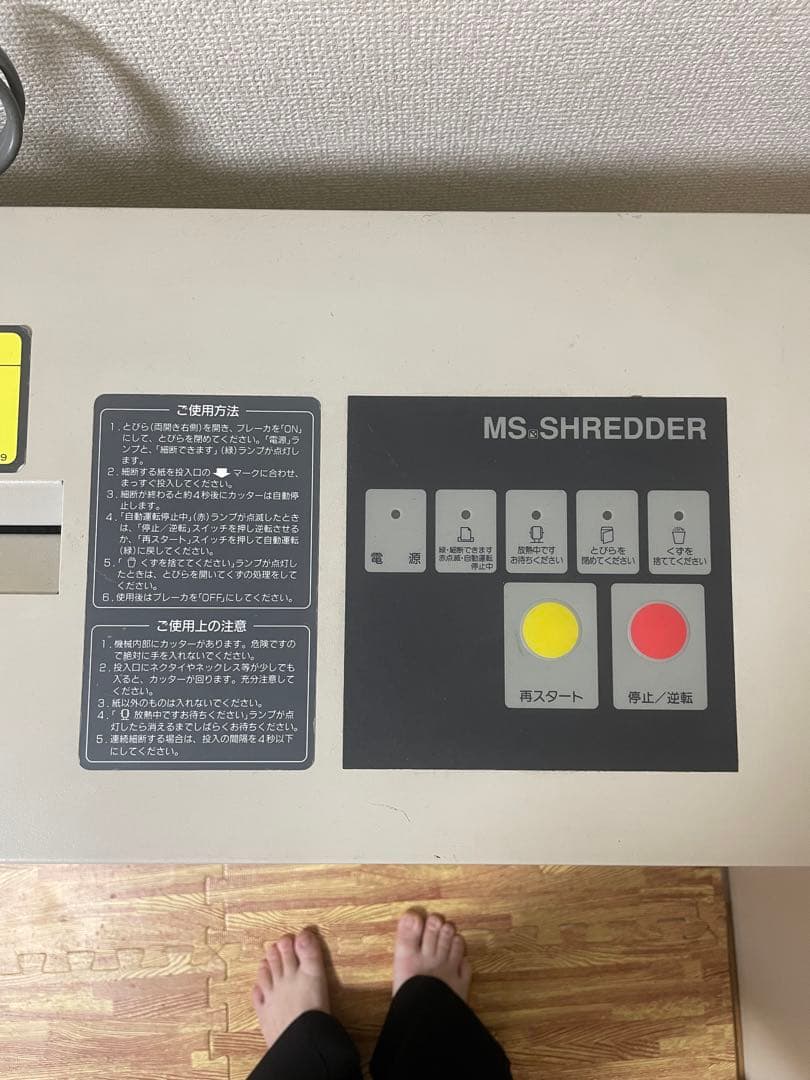 ご使用方法
1. とびら(両開き右側)を開き、ブレーカを「ON」
にして、とびらを閉めてください。「電源」ラ
ンプと、「細断できます」(緑)ランプが点灯し
ます。
2. 細断する紙を投入口の マークに合わせ、
まっすぐ投入してください。
3. 細断が終わると約4秒後にカッターは自動停
止します。
4. 「自動運転停止中」(赤)ランプが点滅したとき
は、「停止/逆転」スイッチを押し逆転させる
か、「再スタート」スイッチを押して自動運転
(緑)に戻してください。
5. 「 くずを捨ててください」ランプが点灯し
たときは、とびらを開いてくずの処理をして
ください。
6. 使用後はブレーカを「OFF」にしてください。
ご使用上の注意
1. 機械内部にカッターがあります。危険ですの
で絶対に手を入れないでください。
2. 投入口にネクタイやネックレス等が少しでも
入ると、カッターが回ります。充分注意して
ください。
3. 紙以外のものは入れないでください。
4. 「 放熱中ですお待ちください」ランプが点
灯したら消えるまでしばらくお待ちください。
5. 連続細断する場合は、投入の間隔を4秒以下
にしてください。
MS SHREDDER
電源
緑・細断できます
赤点滅・自動運転
停止中
放熱中です
お待ちください
とびらを
閉めてください
くずを
捨ててください
再スタート
停止/逆転
9